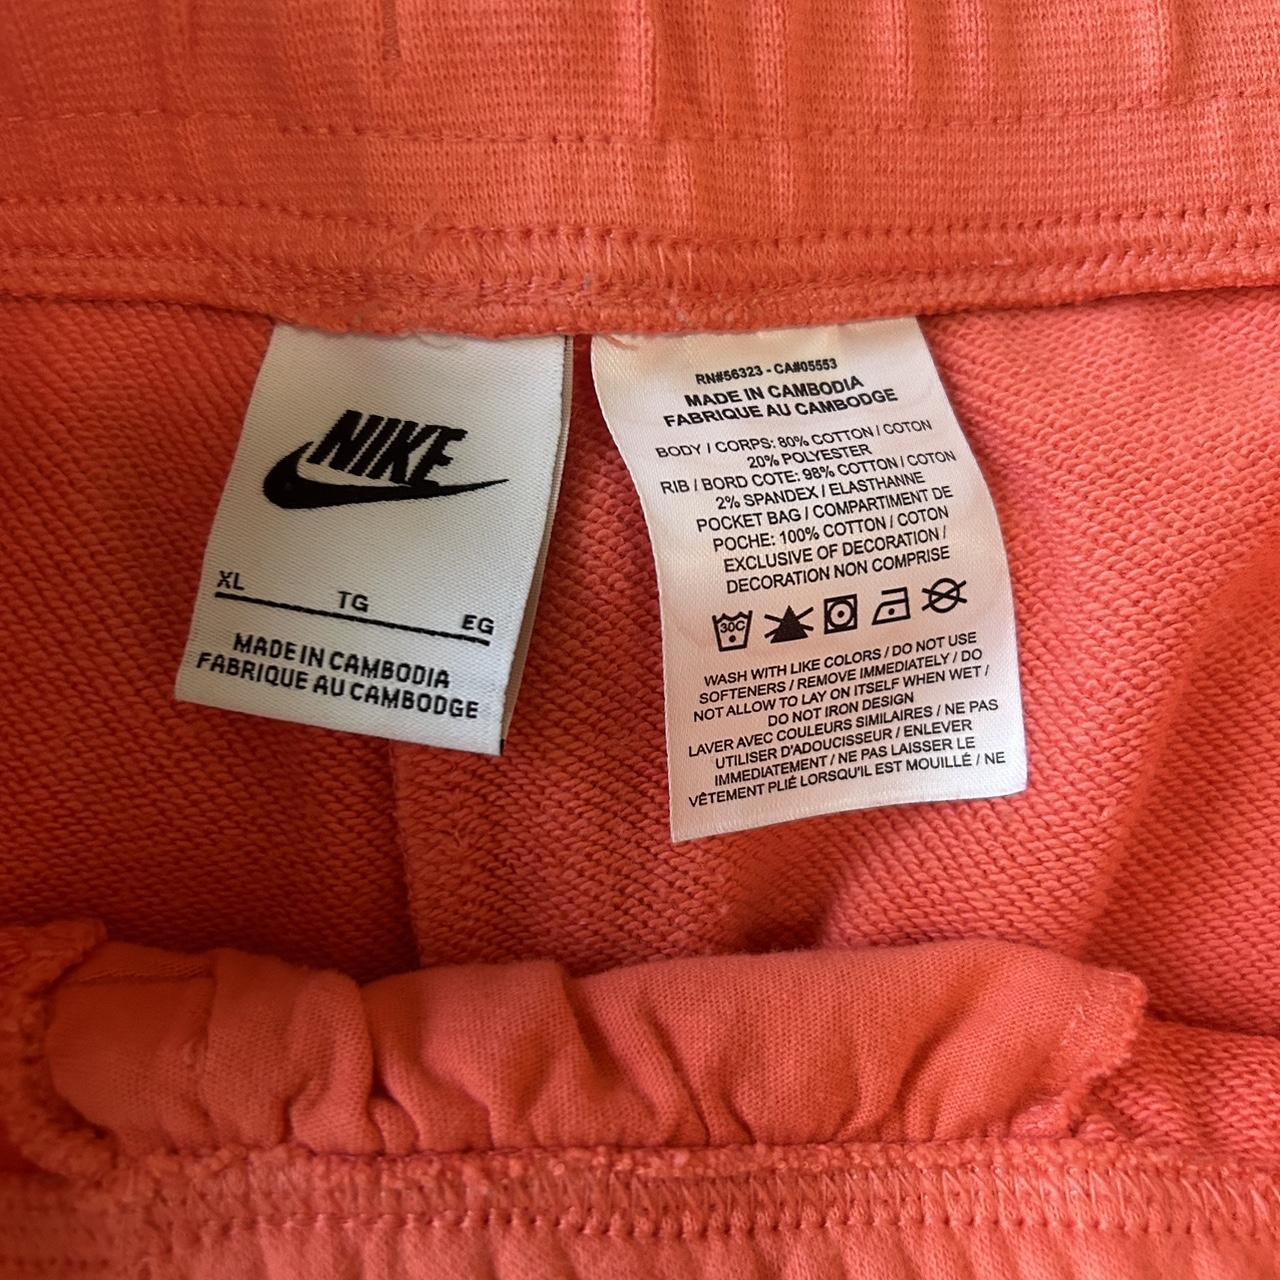 NIKE
XL
TG
EG
MADE IN CAMBODIA
FABRIQUE AU CAMBODGE
RN#56323 - CA#05553
MADE IN CAMBODIA
FABRIQUE AU CAMBODGE
BODY / CORPS: 80% COTTON / COTON
20% POLYESTER
RIB / BORD COTE: 98% COTTON / COTON
2% SPANDEX / ELASTHANNE
POCKET BAG / COMPARTIMENT DE
POCHE: 100% COTTON / COTON
EXCLUSIVE OF DECORATION /
DECORATION NON COMPRISE
30C
WASH WITH LIKE COLORS / DO NOT USE
SOFTENERS / REMOVE IMMEDIATELY / DO
NOT ALLOW TO LAY ON ITSELF WHEN WET /
DO NOT IRON DESIGN
LAVER AVEC COULEURS SIMILAIRES / NE PAS
UTILISER D'ADOUCISSEUR / ENLEVER
IMMEDIATEMENT / NE PAS LAISSER LE
VÊTEMENT PLIÉ LORSQU'IL EST MOUILLÉ / NE